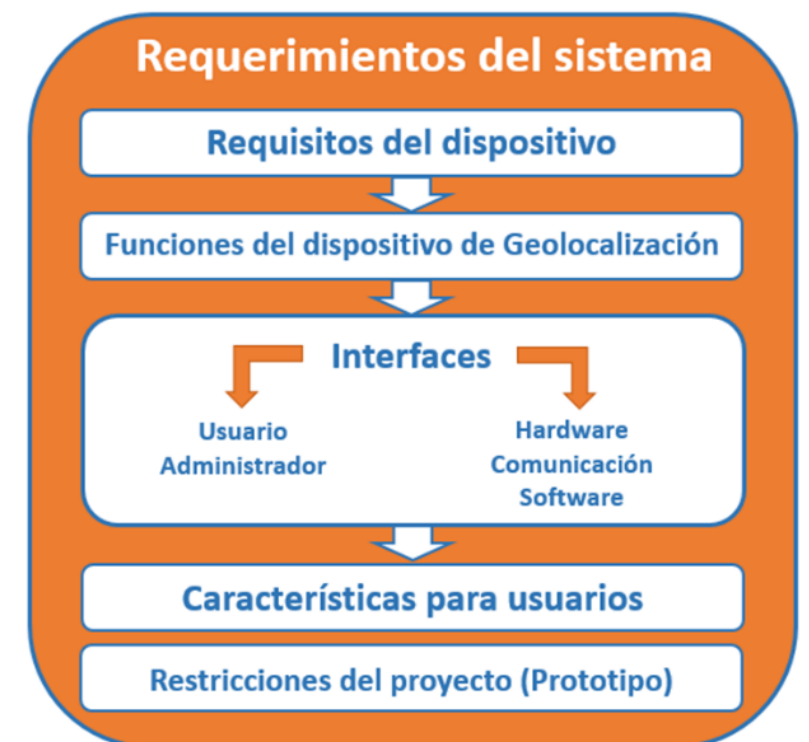 Requerimientos del sistema
Requisitos del dispositivo
Funciones del dispositivo de Geolocalización
Interfaces
Usuario
Administrador
Hardware
Comunicación
Software
Características para usuarios
Restricciones del proyecto (Prototipo)